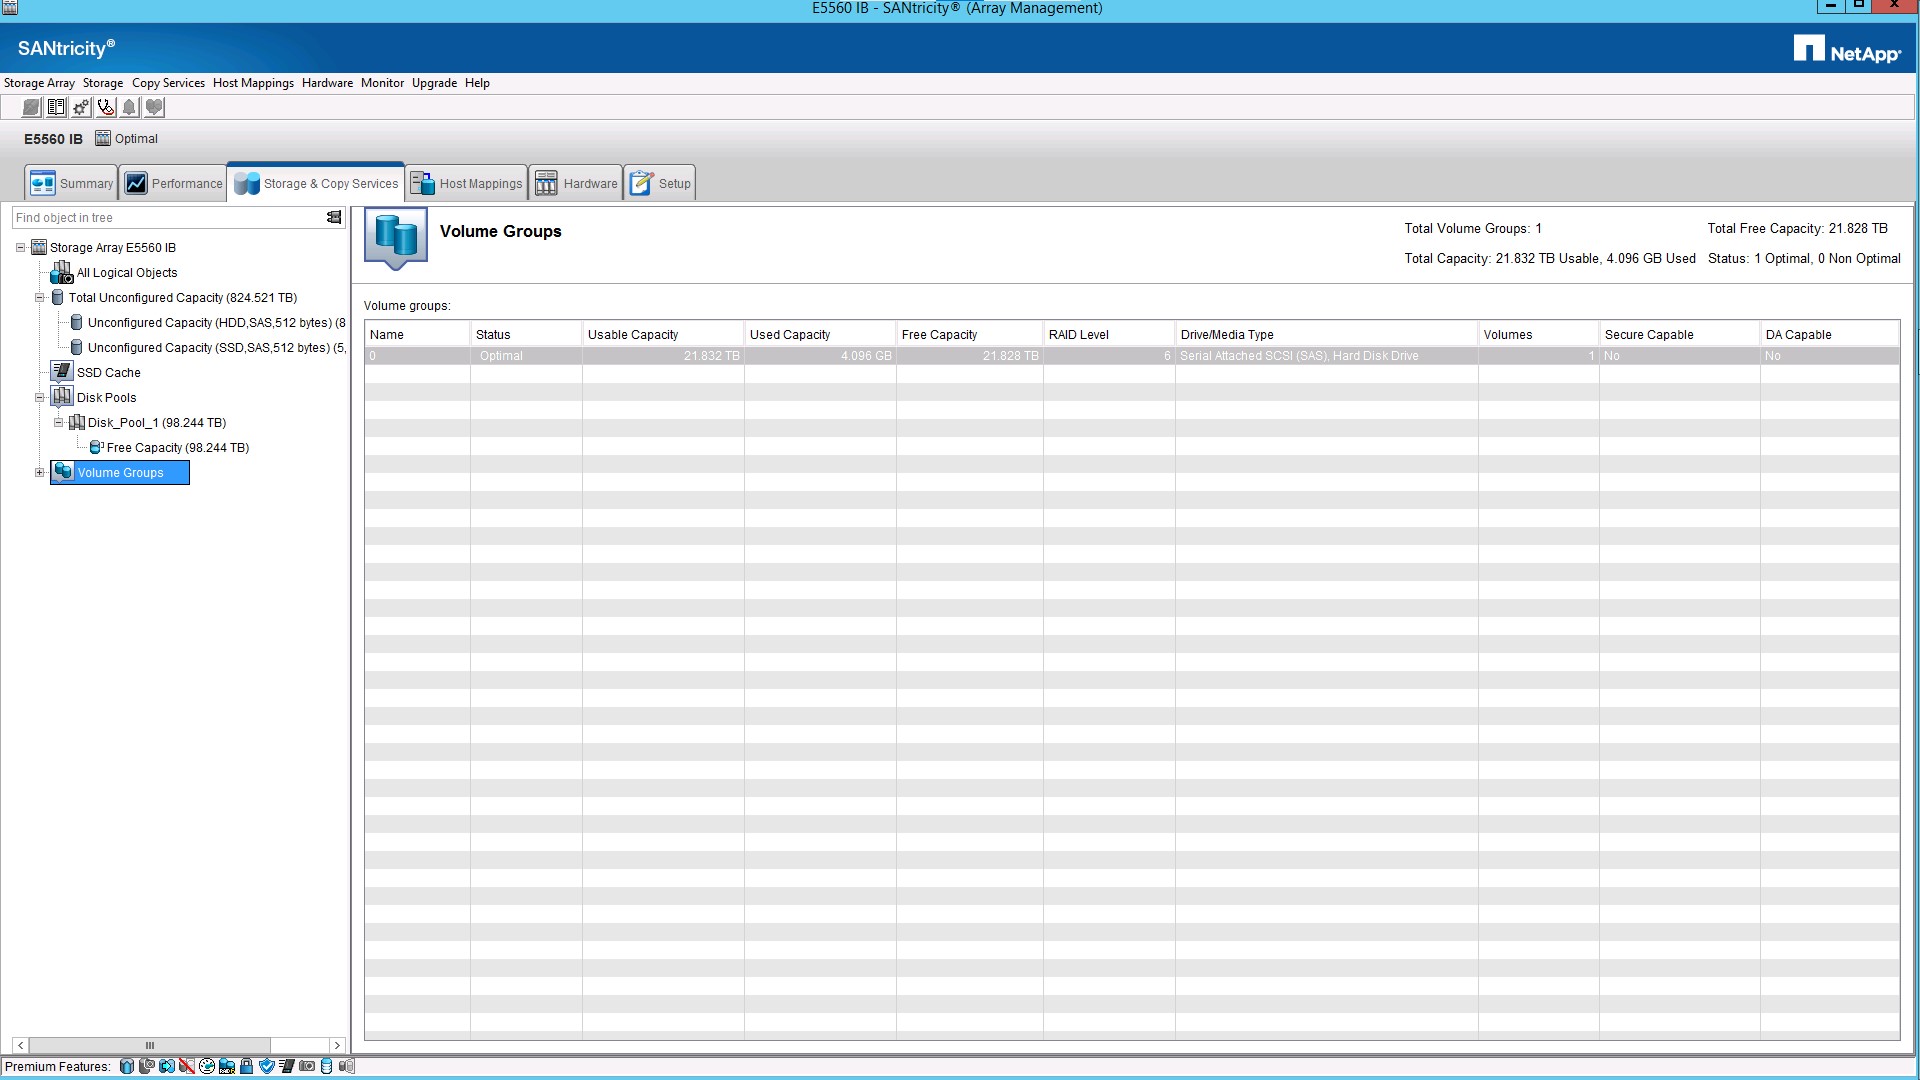 E5560 IB - SANtricity® (Array Management)
SANtricity®
NetApp®
Storage Array Storage Copy Services Host Mappings Hardware Monitor Upgrade Help
E5560 IB Optimal
Summary Performance Storage & Copy Services Host Mappings Hardware Setup
Find object in tree
Storage Array E5560 IB
All Logical Objects
Total Unconfigured Capacity (824.521 TB)
Unconfigured Capacity (HDD,SAS,512 bytes) (8
Unconfigured Capacity (SSD,SAS,512 bytes) (5,
SSD Cache
Disk Pools
Disk_Pool_1 (98.244 TB)
Free Capacity (98.244 TB)
Volume Groups
Volume Groups
Total Volume Groups: 1 Total Free Capacity: 21.828 TB
Total Capacity: 21.832 TB Usable, 4.096 GB Used Status: 1 Optimal, 0 Non Optimal
Volume groups:
Name Status Usable Capacity Used Capacity Free Capacity RAID Level Drive/Media Type Volumes Secure Capable DA Capable
0 Optimal 21.832 TB 4.096 GB 21.828 TB 6 Serial Attached SCSI (SAS), Hard Disk Drive 1 No No
Premium Features: